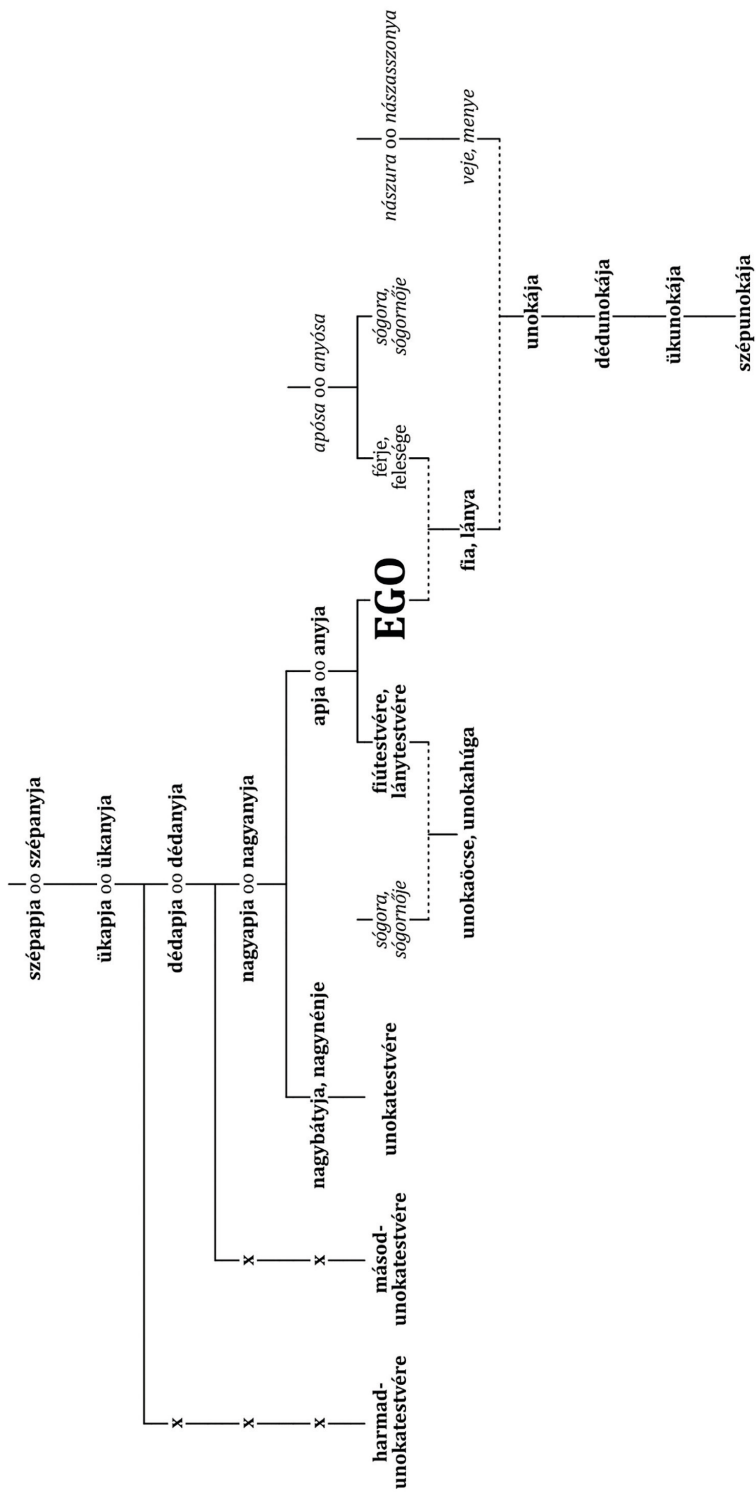 szépapja oo szépanyja
ükapja oo ükanyja
dédapja oo dédanyja
nagyapja oo nagyanyja
nagybátyja, nagynénje
apja oo anyja
apósa oo anyósa
x
x
x
x
x
harmad-
unokatestvére
másod-
unokatestvére
unokatestvére
sógora,
sógornője
fiútestvére,
lánytestvére
EGO
férje,
felesége
sógora,
sógornője
nászura oo nászasszonya
unokaöcse, unokahúga
fia, lánya
veje, menye
unokája
dédunokája
ükunokája
szépunokája